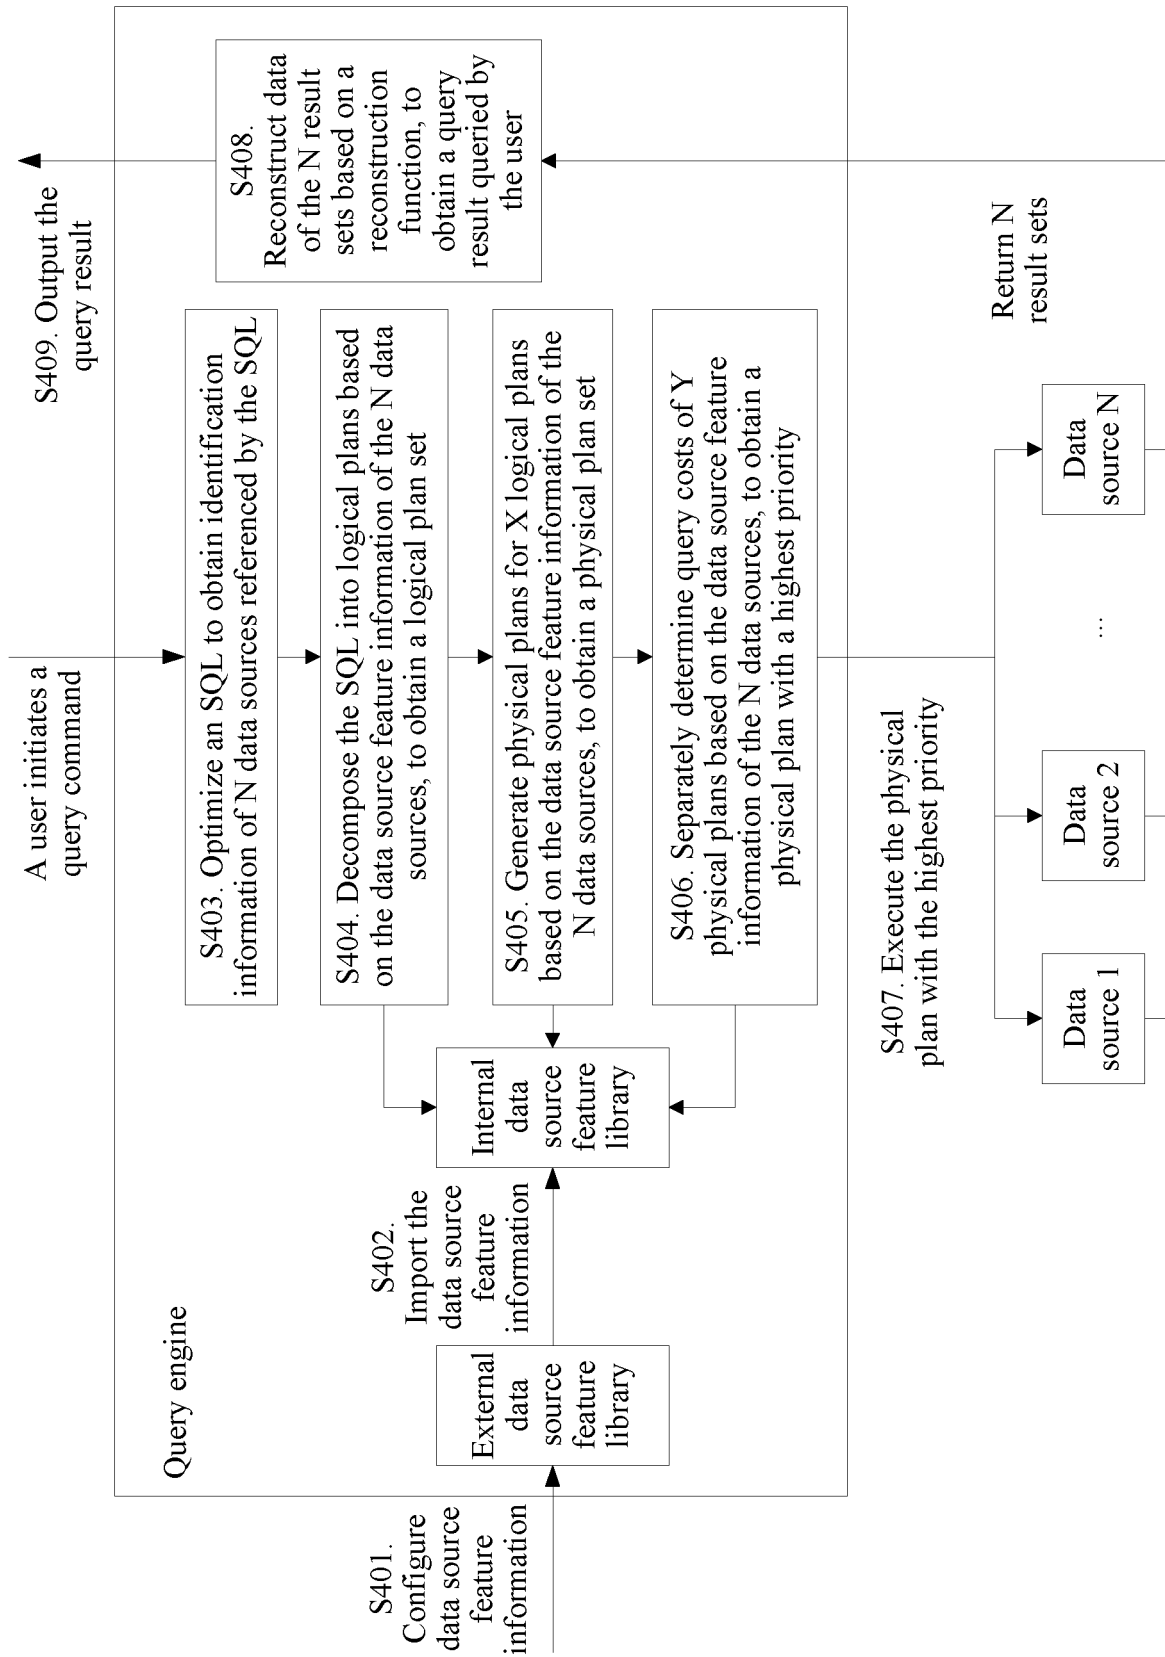 A user initiates a
query command
S409. Output the
query result
Query engine
S401.
Configure
data source
feature
information
External
data
source
feature
library
S402.
Import the
data source
feature
information
Internal
data
source
feature
library
S403. Optimize an SQL to obtain identification
information of N data sources referenced by the SQL
S404. Decompose the SQL into logical plans based
on the data source feature information of the N data
sources, to obtain a logical plan set
S405. Generate physical plans for X logical plans
based on the data source feature information of the
N data sources, to obtain a physical plan set
S406. Separately determine query costs of Y
physical plans based on the data source feature
information of the N data sources, to obtain a
physical plan with a highest priority
S408.
Reconstruct data
of the N result
sets based on a
reconstruction
function, to
obtain a query
result queried by
the user
S407. Execute the physical
plan with the highest priority
Return N
result sets
Data
source 1
Data
source 2
...
Data
source N